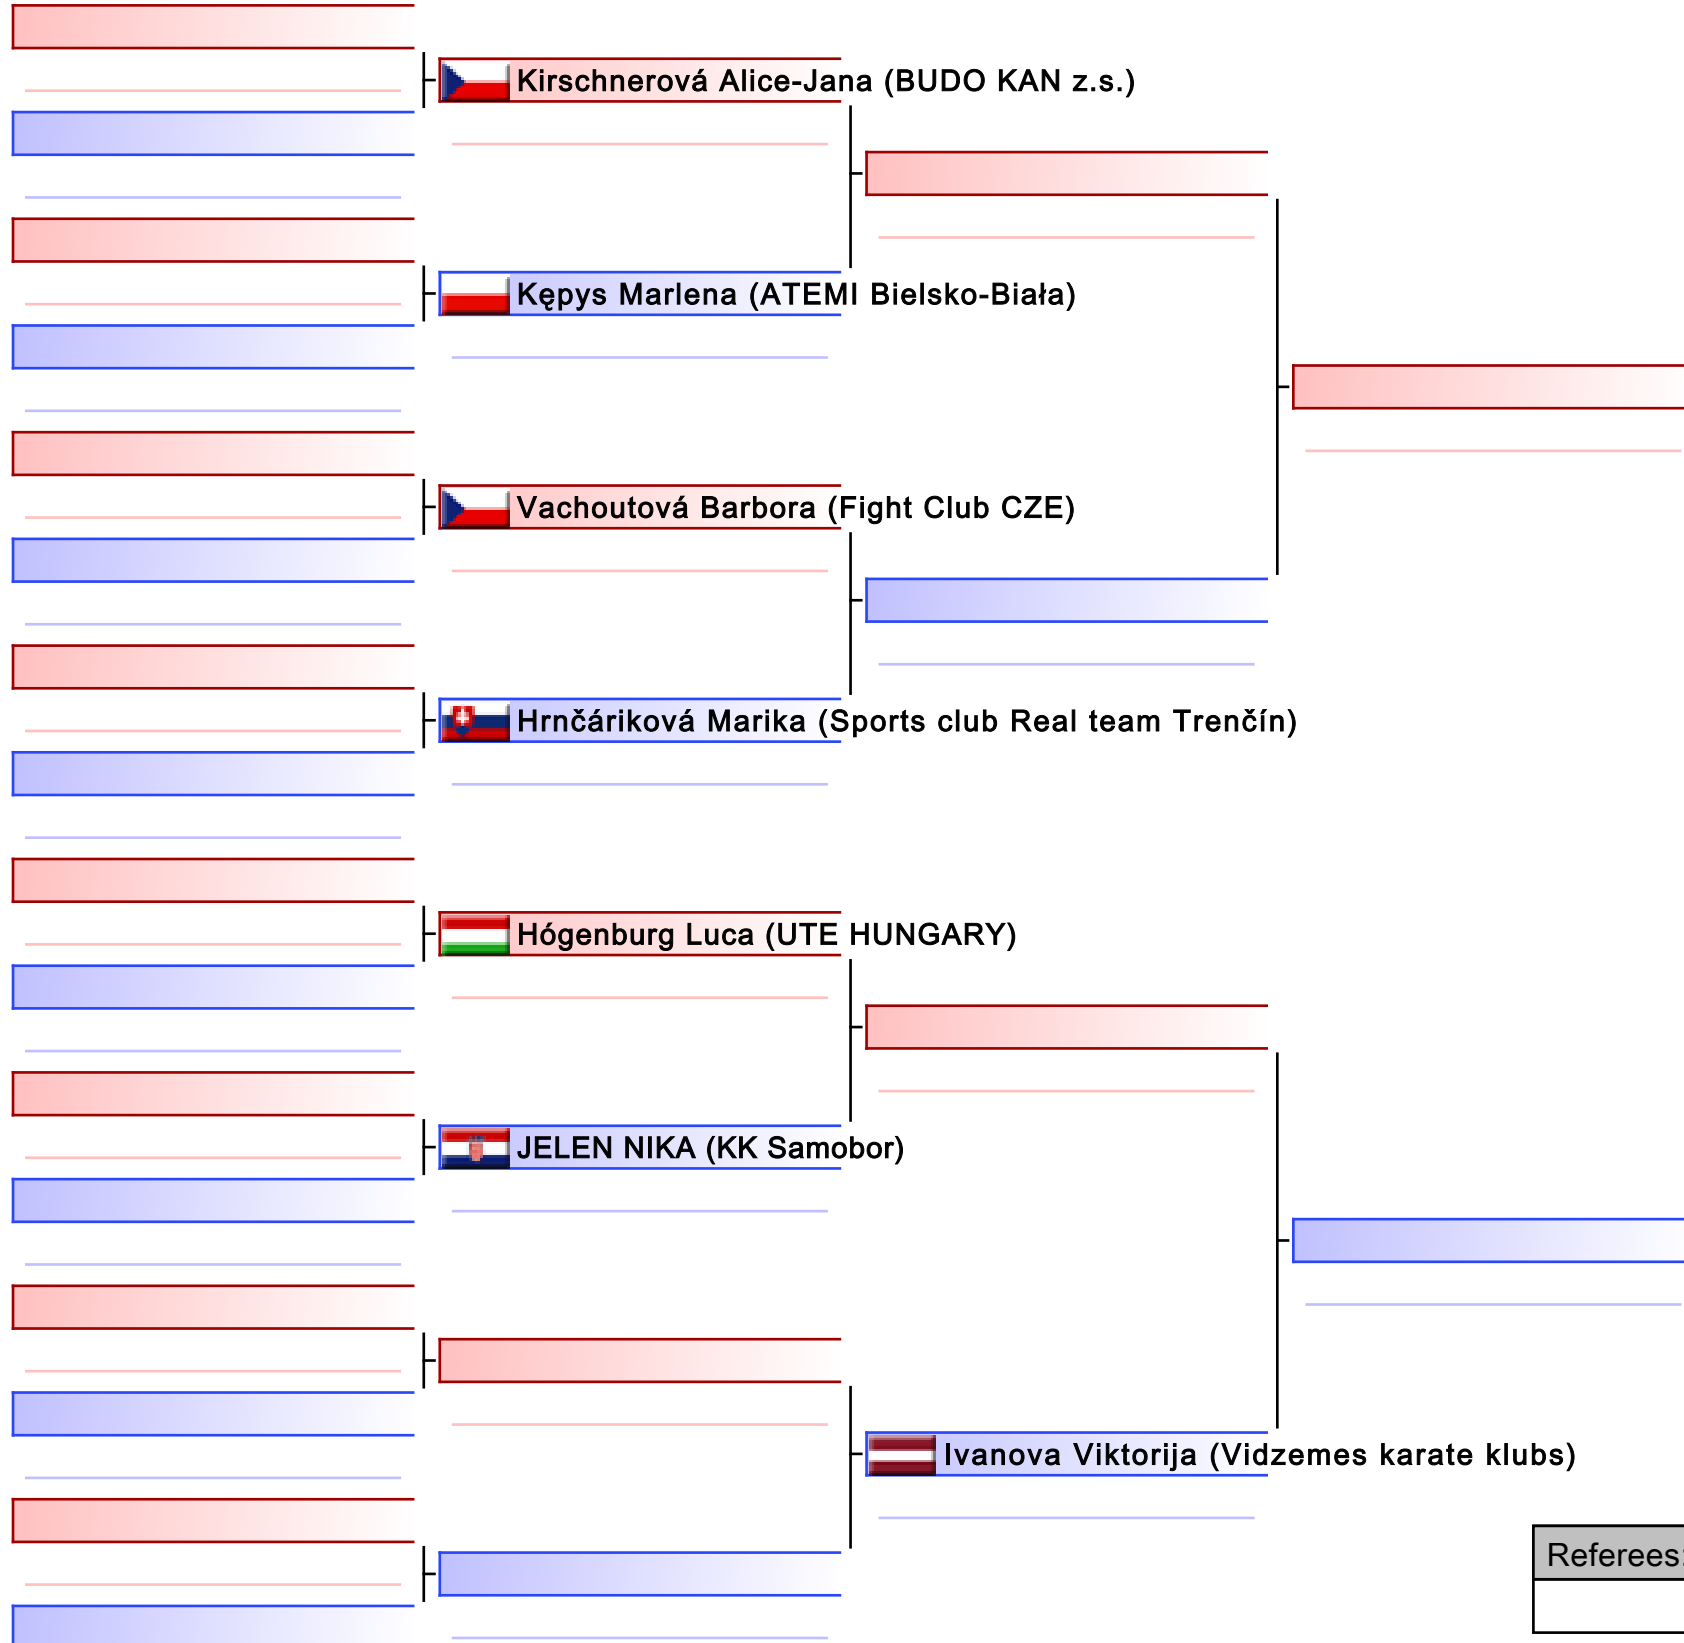 Kirschnerová Alice-Jana (BUDO KAN z.s.)
Kępys Marlena (ATEMI Bielsko-Biała)
Vachoutová Barbora (Fight Club CZE)
Hrnčáriková Marika (Sports club Real team Trenčín)
Hógenburg Luca (UTE HUNGARY)
JELEN NIKA (KK Samobor)
Ivanova Viktorija (Vidzemes karate klubs)
Referees: